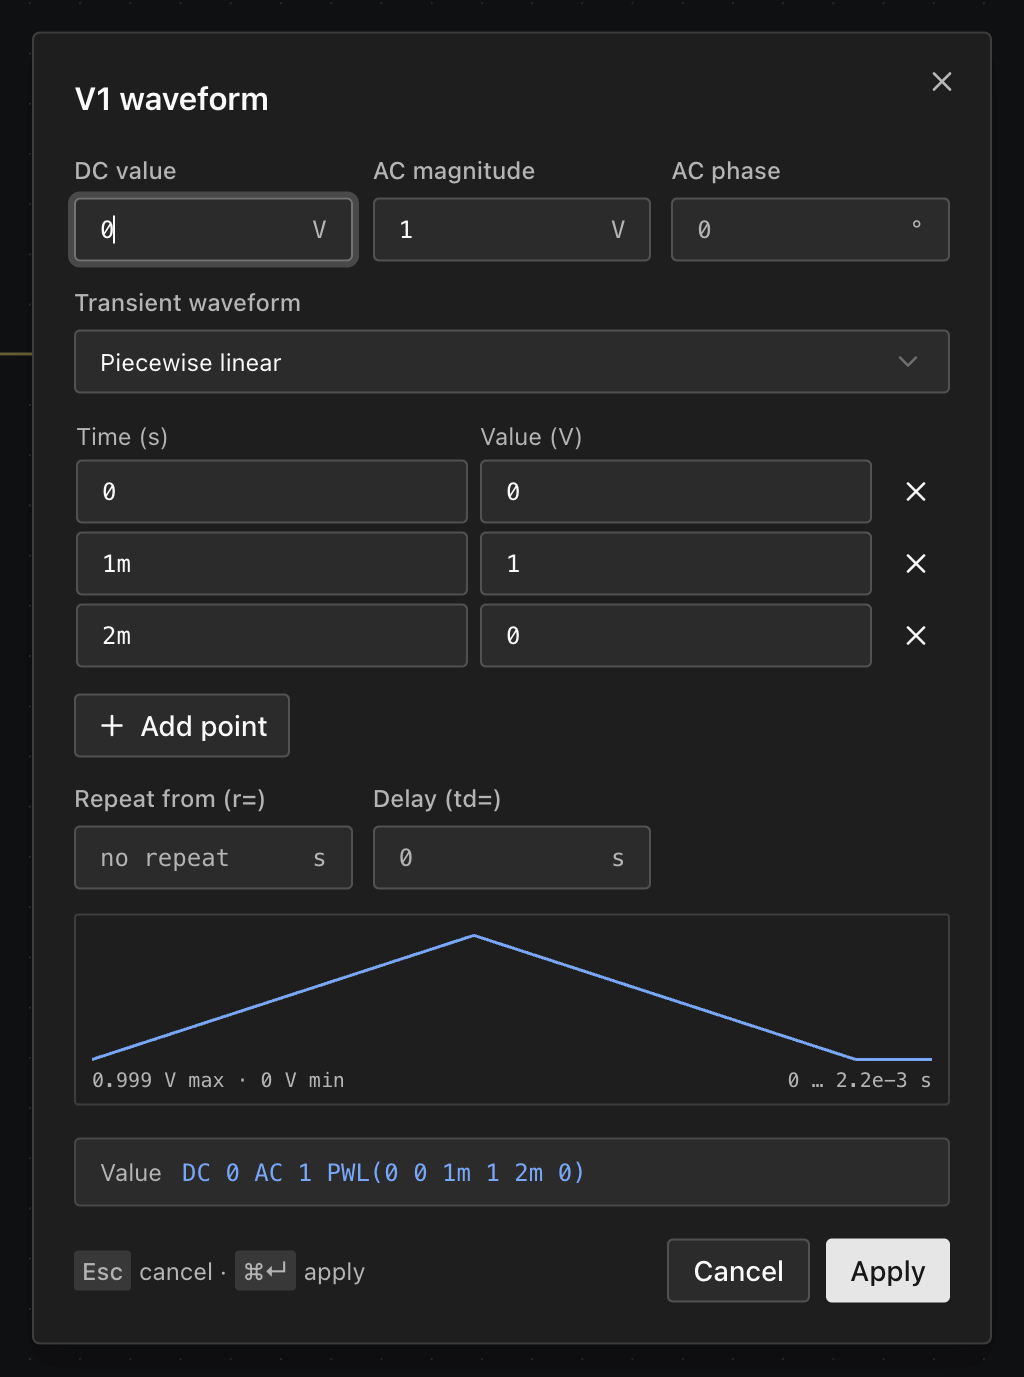 V1 waveform
DC value AC magnitude AC phase
0 V 1 V 0 °
Transient waveform
Piecewise linear
Time (s) Value (V)
0 0
1m 1
2m 0
+ Add point
Repeat from (r=) Delay (td=)
no repeat s 0 s
0.999 V max · 0 V min 0 … 2.2e−3 s
Value DC 0 AC 1 PWL(0 0 1m 1 2m 0)
Esc cancel · ⌘↵ apply Cancel Apply